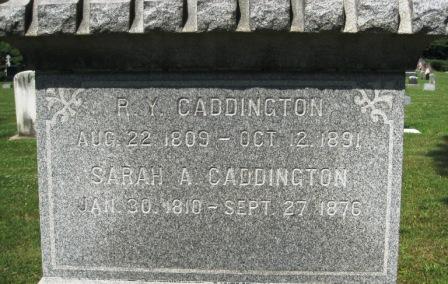 R. Y. CADDINGTON
AUG. 22 1809 – OCT. 12. 1891
SARAH A. CADDINGTON
JAN. 30. 1810 – SEPT. 27 1876